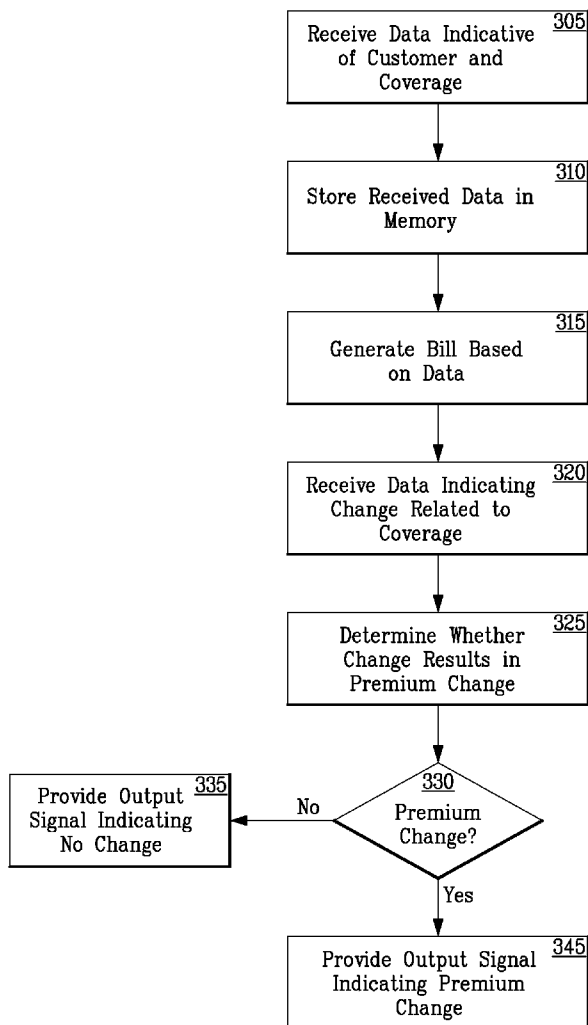 305
Receive Data Indicative
of Customer and
Coverage
310
Store Received Data in
Memory
315
Generate Bill Based
on Data
320
Receive Data Indicating
Change Related to
Coverage
325
Determine Whether
Change Results in
Premium Change
330
Premium
Change?
No
335
Provide Output
Signal Indicating
No Change
Yes
345
Provide Output Signal
Indicating Premium
Change